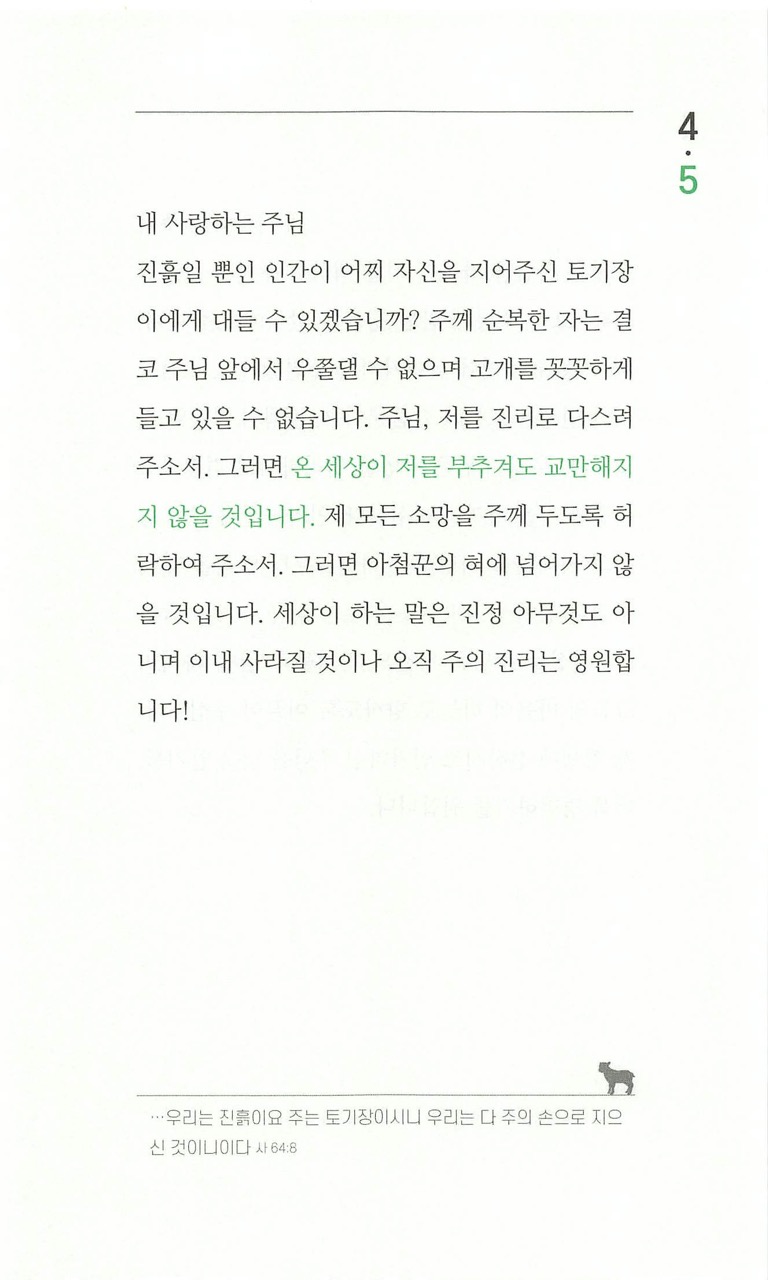 4
·
5
내 사랑하는 주님
진흙일 뿐인 인간이 어찌 자신을 지어주신 토기장
이에게 대들 수 있겠습니까? 주께 순복한 자는 결
코 주님 앞에서 우쭐댈 수 없으며 고개를 꼿꼿하게
들고 있을 수 없습니다. 주님, 저를 진리로 다스려
주소서. 그러면 온 세상이 저를 부추겨도 교만해지
지 않을 것입니다. 제 모든 소망을 주께 두도록 허
락하여 주소서. 그러면 아첨꾼의 혀에 넘어가지 않
을 것입니다. 세상이 하는 말은 진정 아무것도 아
니며 이내 사라질 것이나 오직 주의 진리는 영원합
니다!
…우리는 진흙이요 주는 토기장이시니 우리는 다 주의 손으로 지으
신 것이니이다 사 64:8